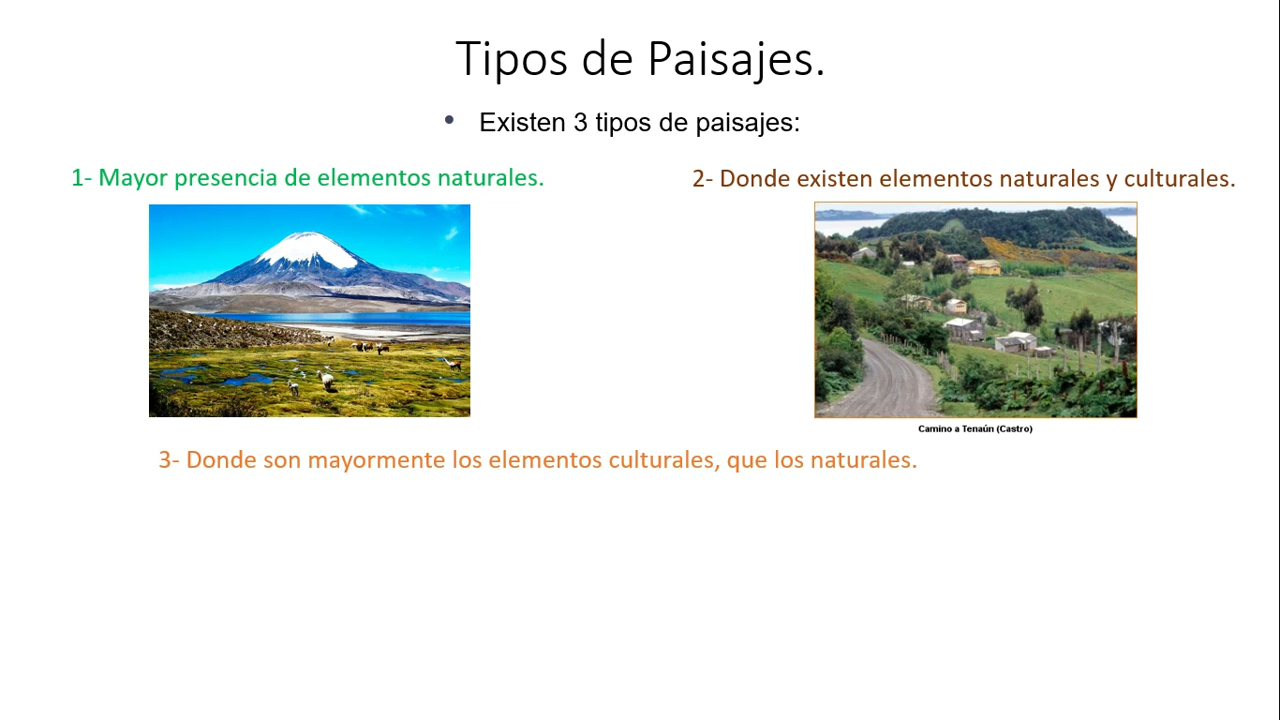 Tipos de Paisajes.
• Existen 3 tipos de paisajes:
1- Mayor presencia de elementos naturales.
2- Donde existen elementos naturales y culturales.
Camino a Tenaún (Castro)
3- Donde son mayormente los elementos culturales, que los naturales.